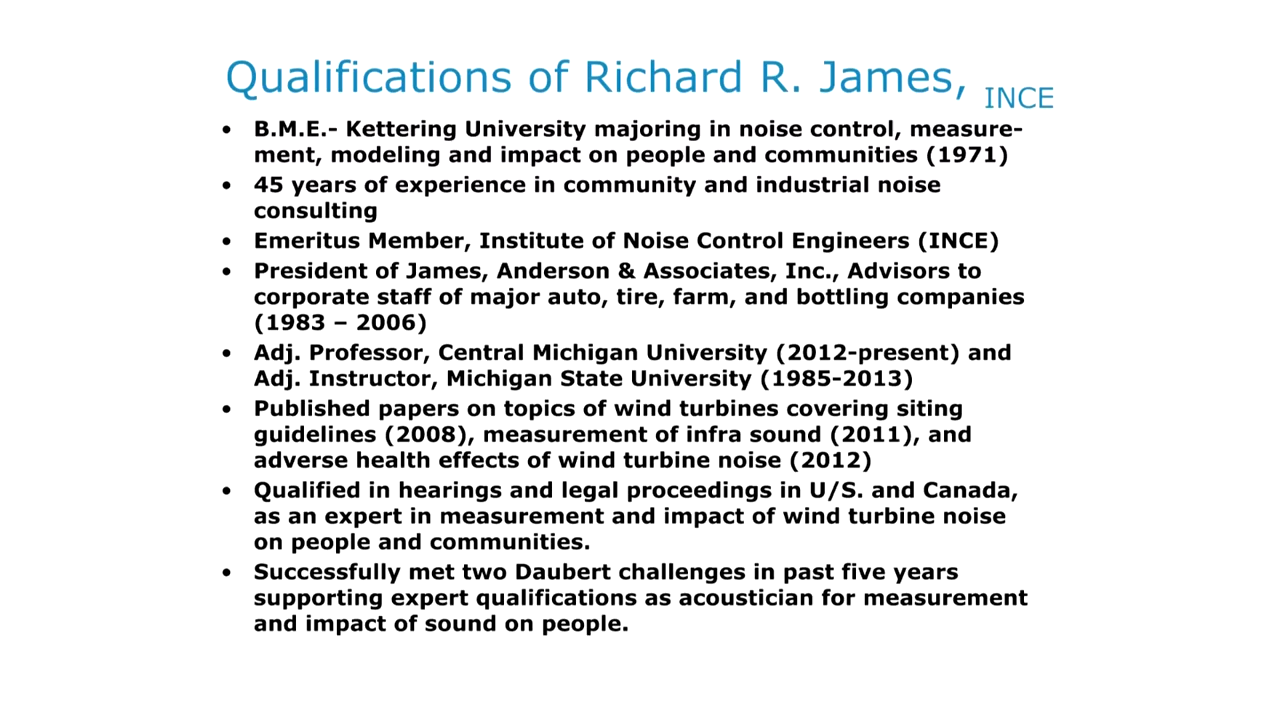 Qualifications of Richard R. James, INCE
• B.M.E.- Kettering University majoring in noise control, measure-
ment, modeling and impact on people and communities (1971)
• 45 years of experience in community and industrial noise
consulting
• Emeritus Member, Institute of Noise Control Engineers (INCE)
• President of James, Anderson & Associates, Inc., Advisors to
corporate staff of major auto, tire, farm, and bottling companies
(1983 – 2006)
• Adj. Professor, Central Michigan University (2012-present) and
Adj. Instructor, Michigan State University (1985-2013)
• Published papers on topics of wind turbines covering siting
guidelines (2008), measurement of infra sound (2011), and
adverse health effects of wind turbine noise (2012)
• Qualified in hearings and legal proceedings in U/S. and Canada,
as an expert in measurement and impact of wind turbine noise
on people and communities.
• Successfully met two Daubert challenges in past five years
supporting expert qualifications as acoustician for measurement
and impact of sound on people.